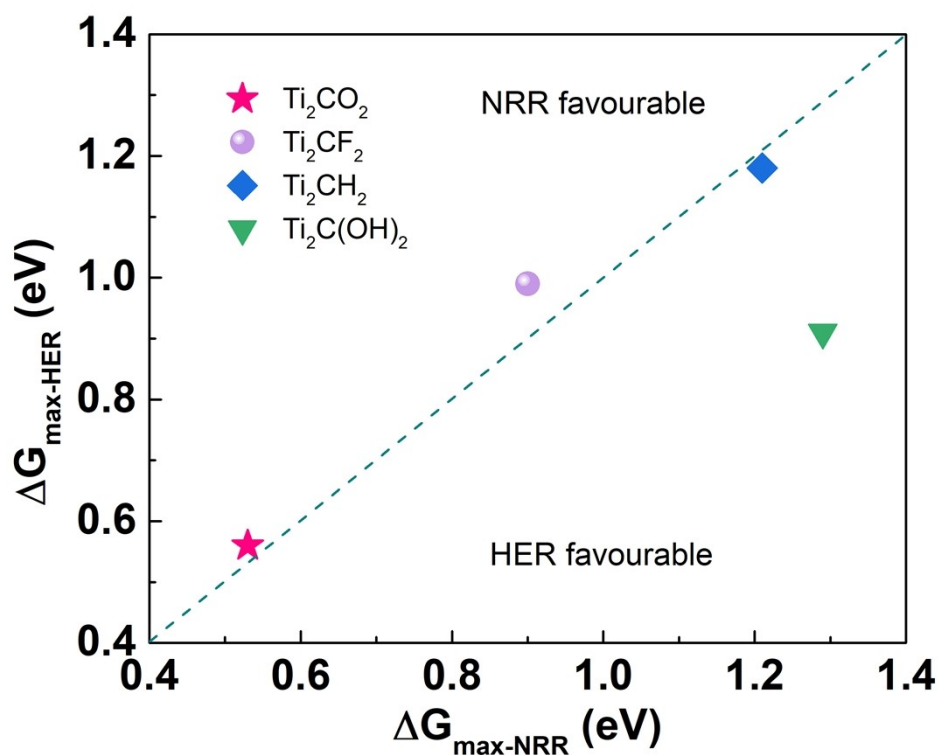 1.4
1.2
1.0
0.8
0.6
0.4
ΔG_max-HER (eV)
NRR favourable
Ti₂CO₂
Ti₂CF₂
Ti₂CH₂
Ti₂C(OH)₂
HER favourable
0.4 0.6 0.8 1.0 1.2 1.4
ΔG_max-NRR (eV)